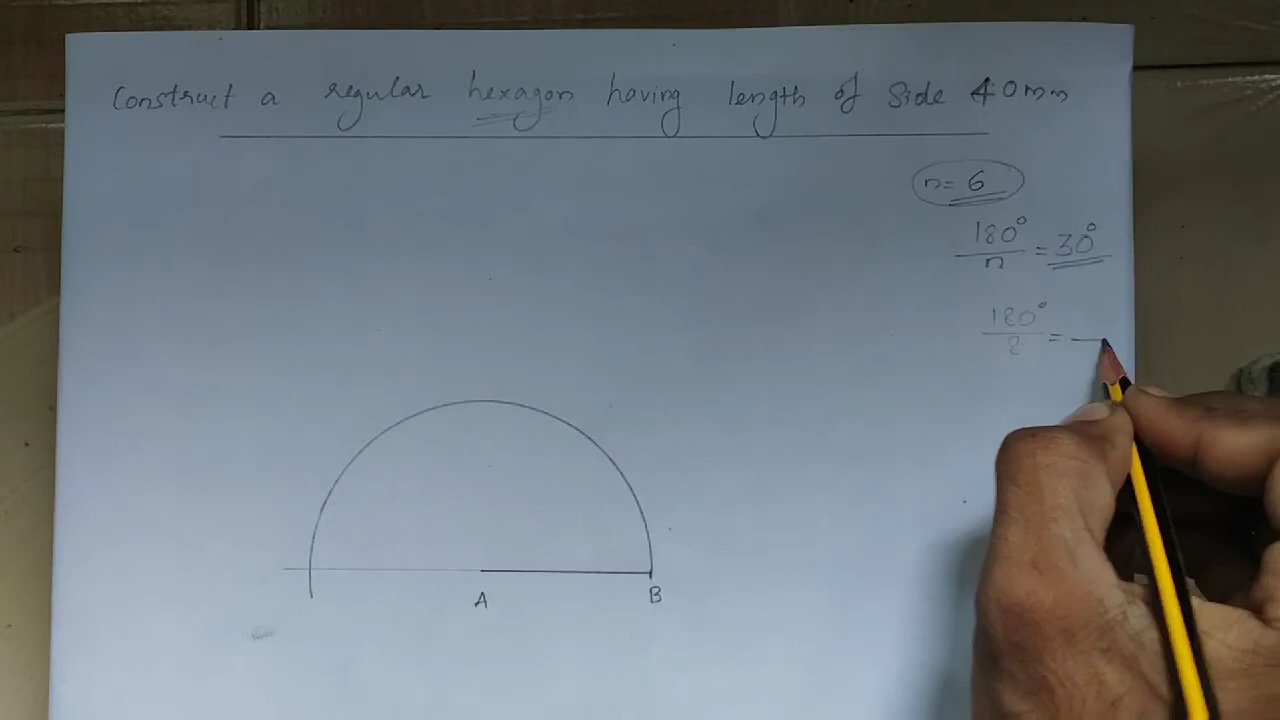 Construct a regular hexagon having length of Side 40mm
n= 6
180°
n
= 30°
180°
8
=
A
B